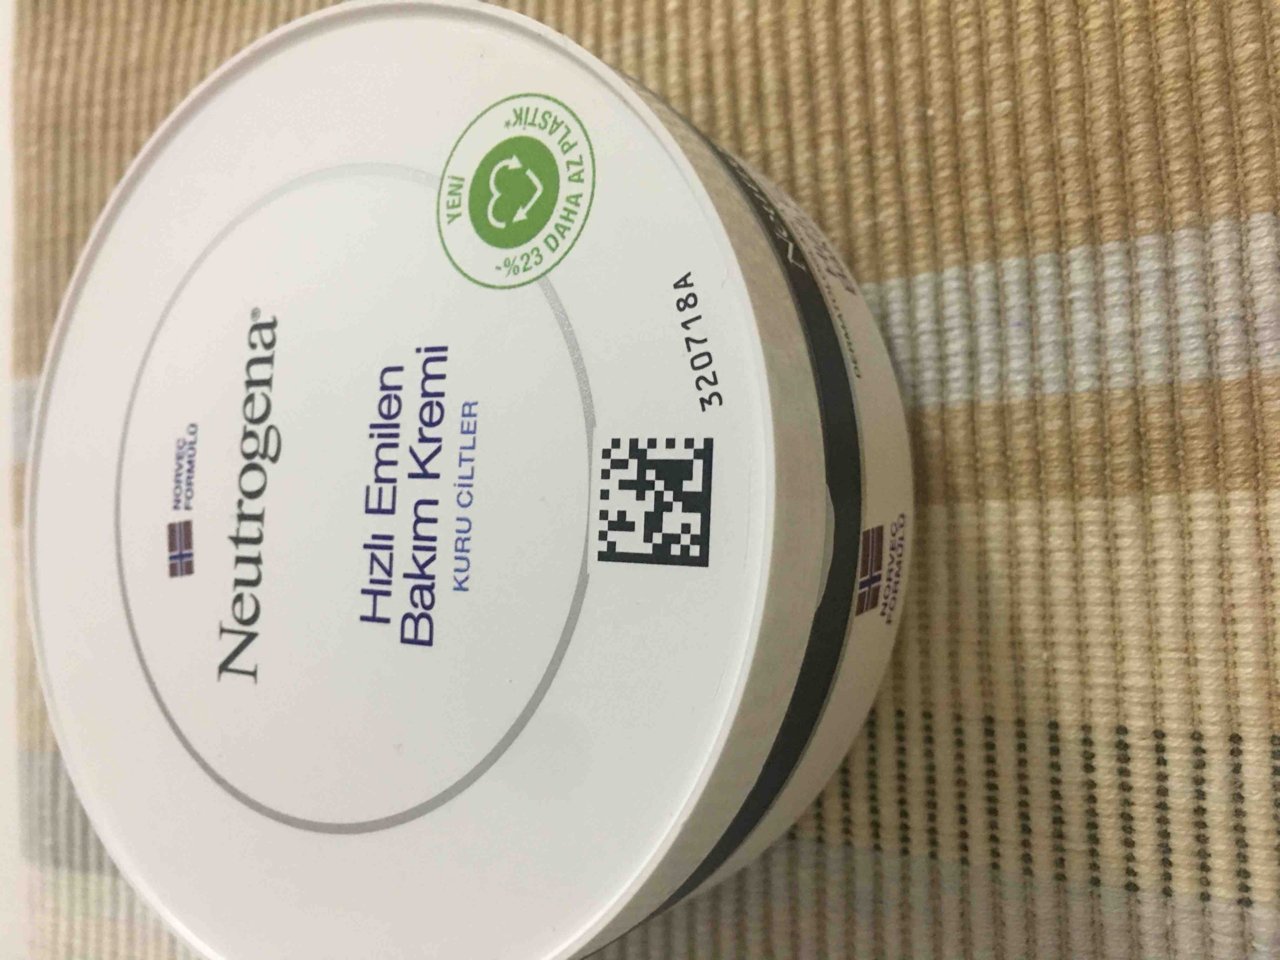 NORVEÇ
FORMÜLÜ
Neutrogena®
Hızlı Emilen
Bakım Kremi
KURU CİLTLER
YENİ
-%23 DAHA AZ PLASTİK*
320718A
NORVEÇ
FORMÜLÜ